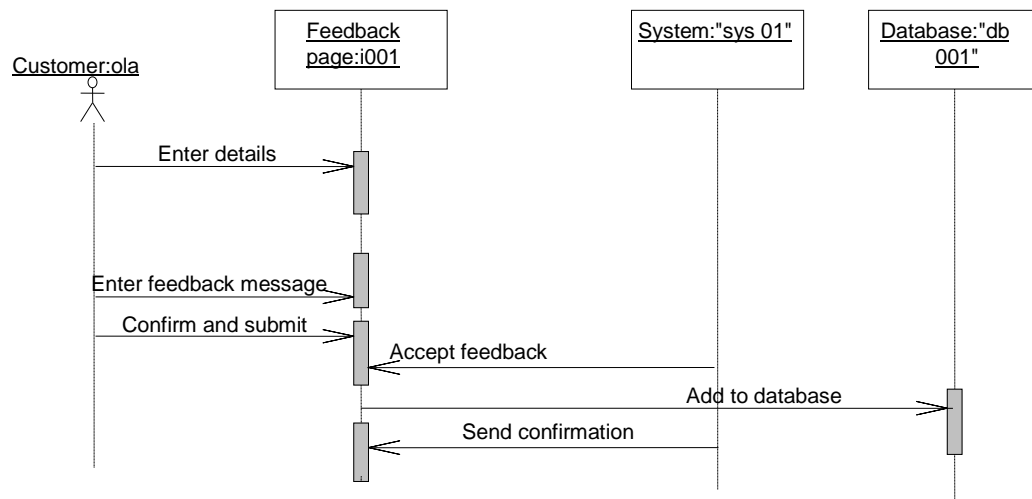 Customer:ola
Feedback
page:i001
System:"sys 01"
Database:"db
001"
Enter details
Enter feedback message
Confirm and submit
Accept feedback
Add to database
Send confirmation